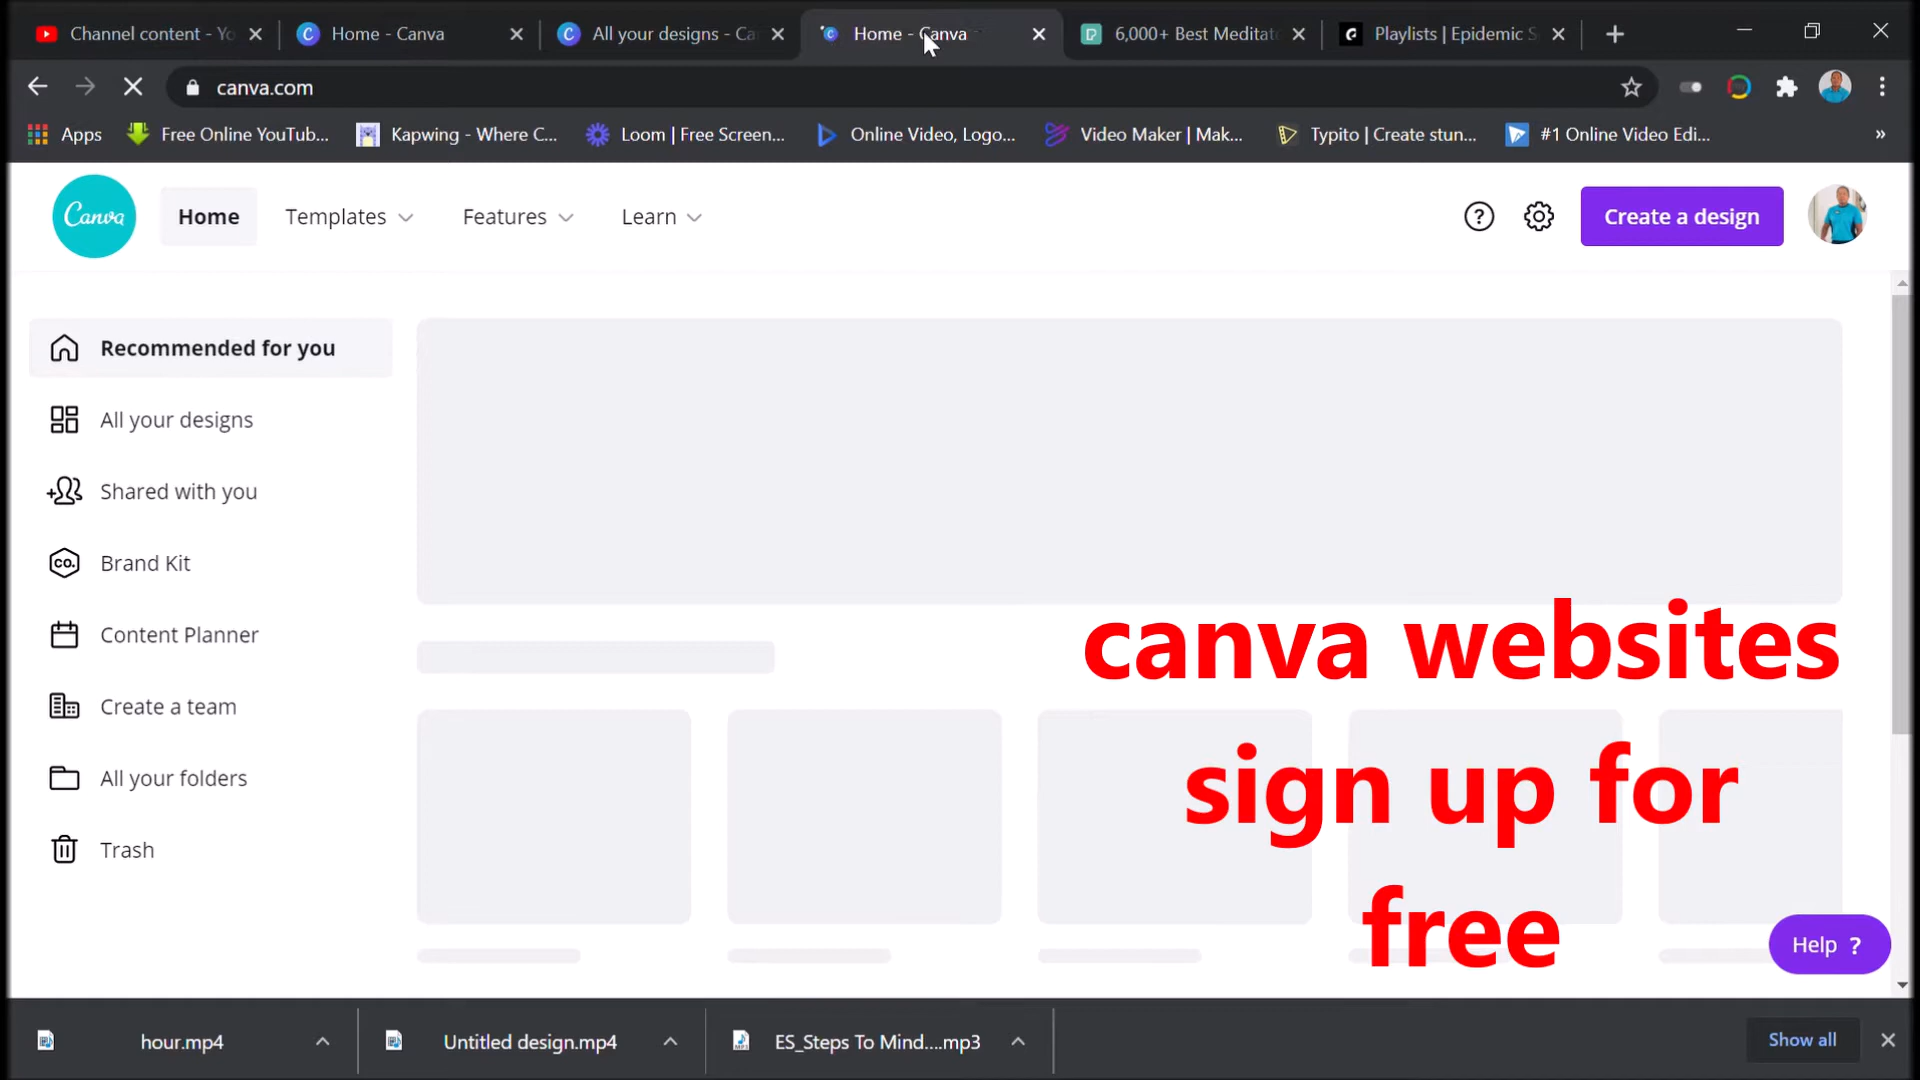 Channel content - Yo
Home - Canva
All your designs - Ca
Home - Canva
6,000+ Best Meditat
Playlists | Epidemic S
canva.com
Apps
Free Online YouTub...
Kapwing - Where C...
Loom | Free Screen...
Online Video, Logo...
Video Maker | Mak...
Typito | Create stun...
#1 Online Video Edi...
»
Canva
Home
Templates
Features
Learn
Create a design
Recommended for you
All your designs
Shared with you
CO.
Brand Kit
Content Planner
Create a team
All your folders
Trash
canva websites
sign up for
free
Help ?
hour.mp4
Untitled design.mp4
ES_Steps To Mind....mp3
Show all